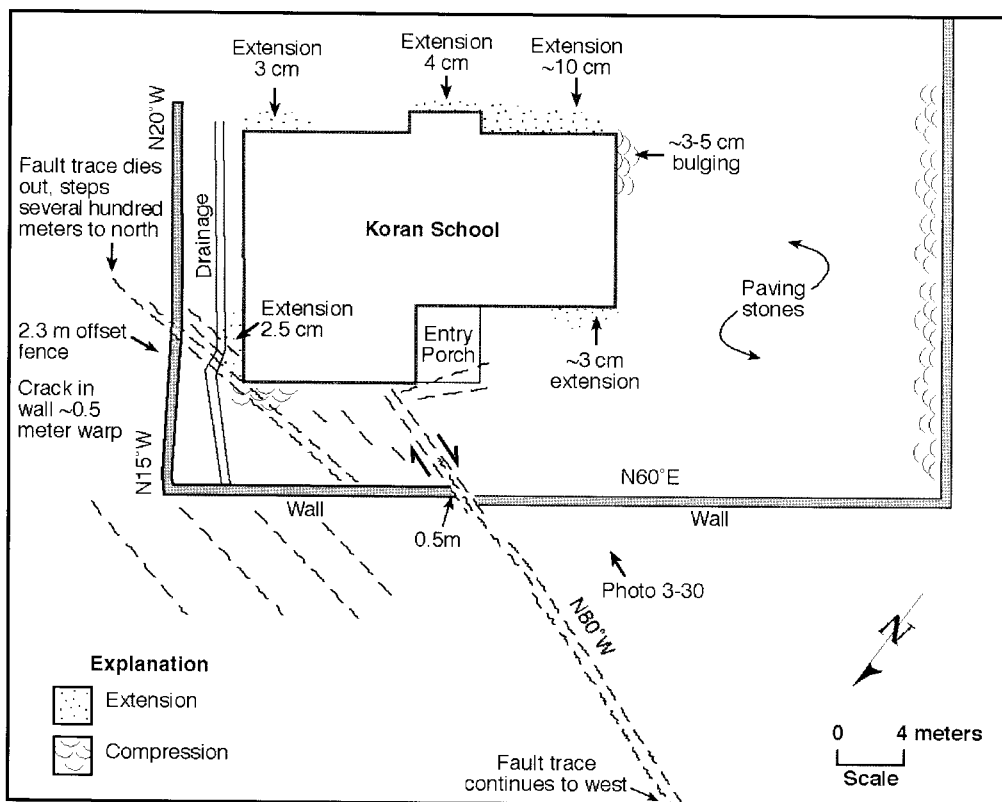 Extension
3 cm
Extension
4 cm
Extension
~10 cm
N20°W
Fault trace dies
out, steps
several hundred
meters to north
Drainage
~3-5 cm
bulging
Koran School
Paving
stones
2.3 m offset
fence
Extension
2.5 cm
Entry
Porch
~3 cm
extension
Crack in
wall ~0.5
meter warp
N15°W
N60°E
Wall
Wall
0.5m
Photo 3-30
N80°W
N
Explanation
Extension
Compression
0 4 meters
Scale
Fault trace
continues to west